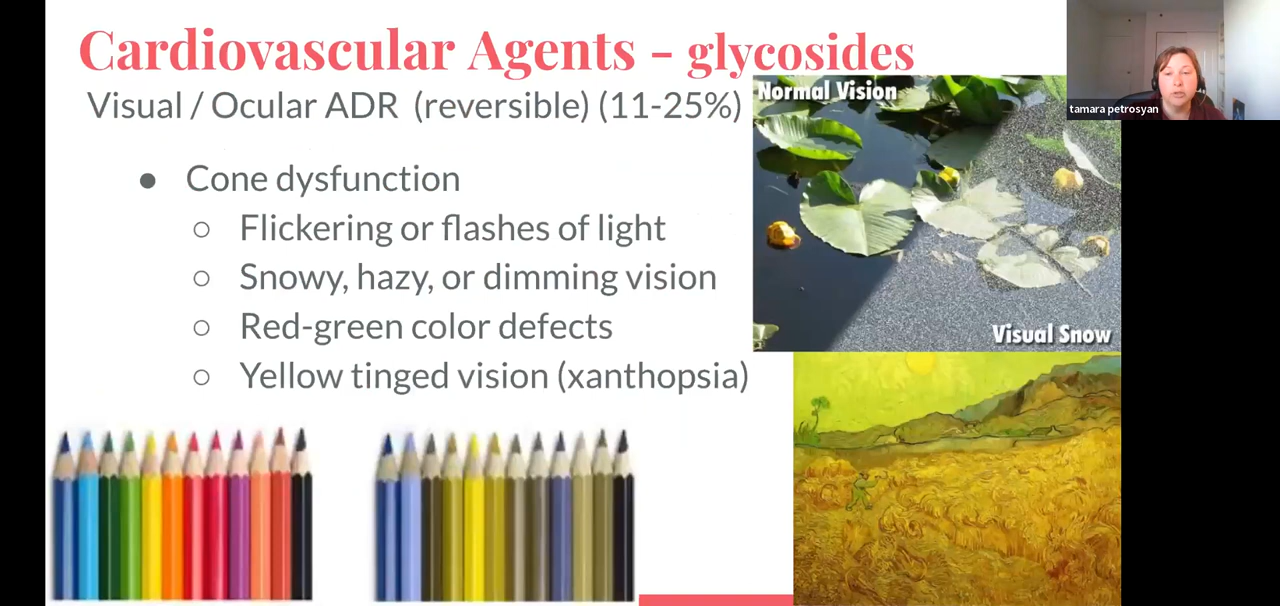 Cardiovascular Agents - glycosides
Visual / Ocular ADR (reversible) (11-25%)
● Cone dysfunction
○ Flickering or flashes of light
○ Snowy, hazy, or dimming vision
○ Red-green color defects
○ Yellow tinged vision (xanthopsia)
Normal Vision
Visual Snow
tamara petrosyan